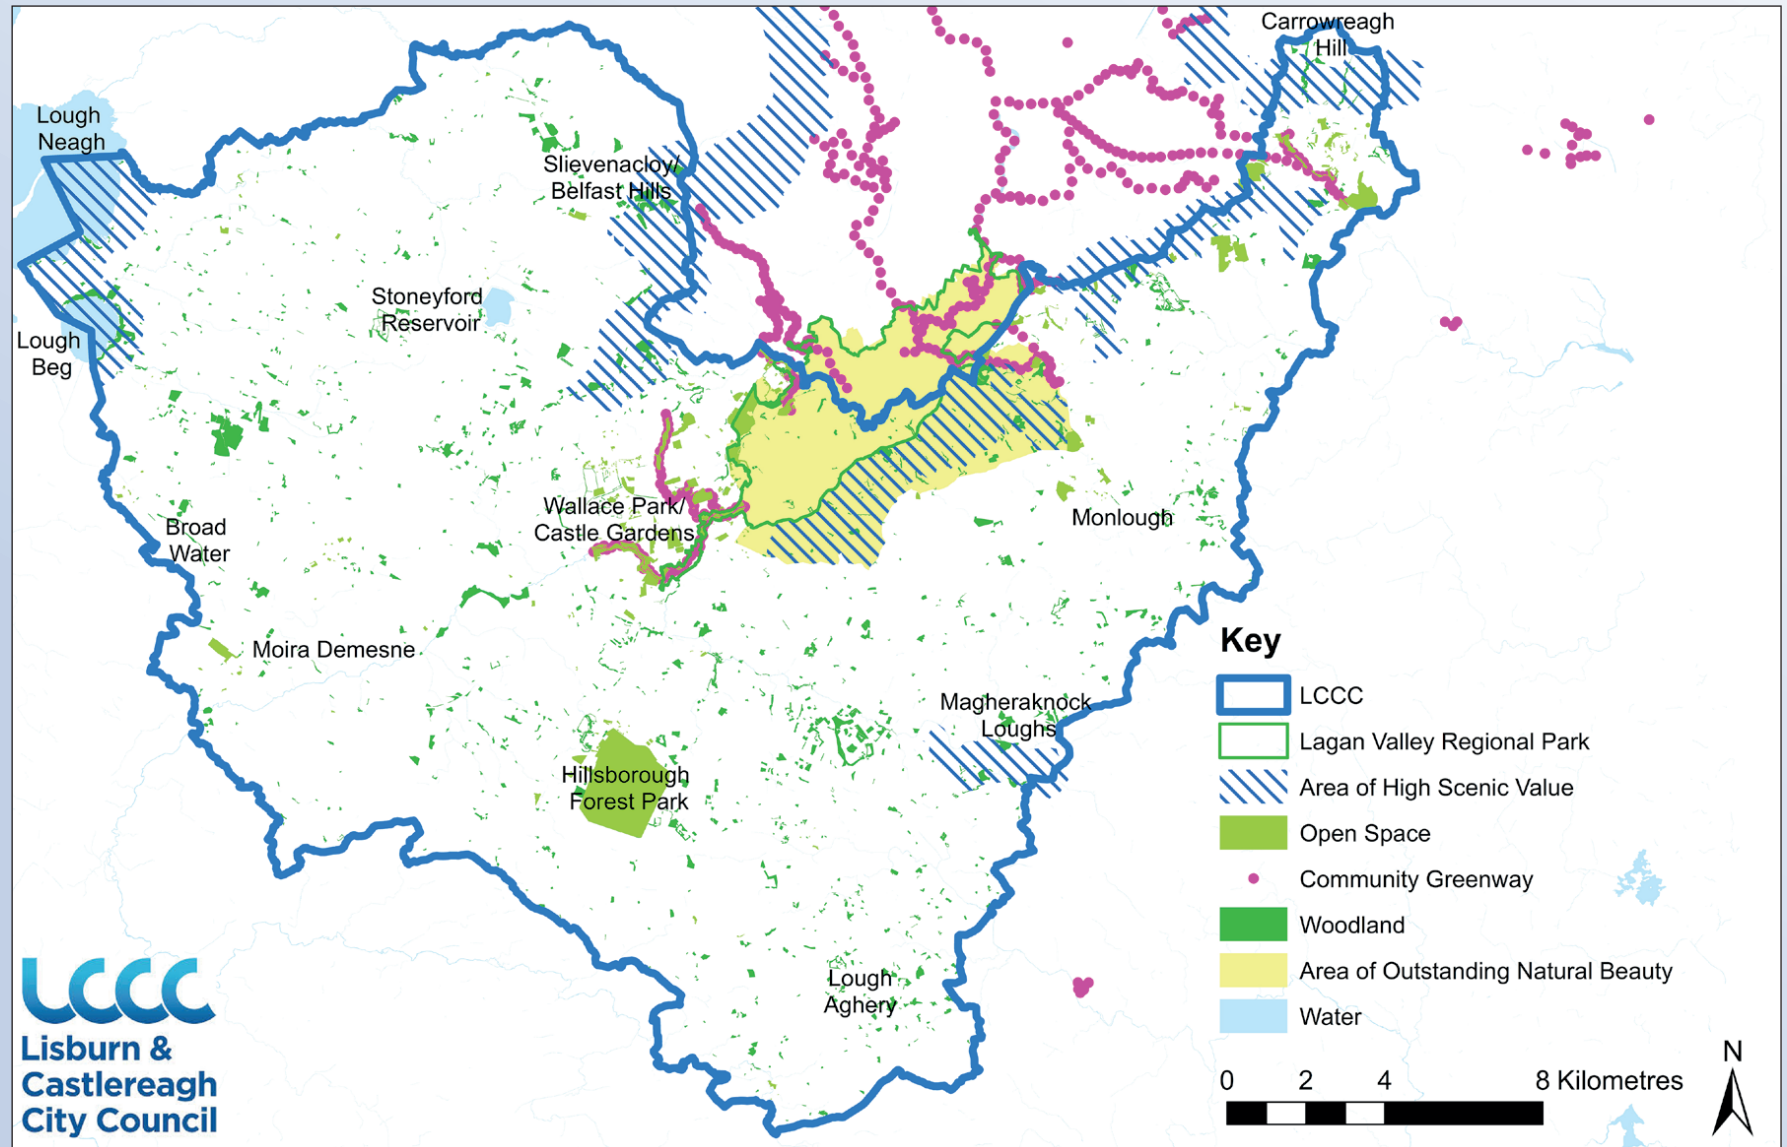 Carrowreagh
Hill
Lough
Neagh
Slievenacloy/
Belfast Hills
Stoneyford
Reservoir
Lough
Beg
Wallace Park/
Castle Gardens
Monlough
Broad
Water
Moira Demesne
Magheraknock
Loughs
Hillsborough
Forest Park
Lough
Aghery
Key
LCCC
Lagan Valley Regional Park
Area of High Scenic Value
Open Space
Community Greenway
Woodland
Area of Outstanding Natural Beauty
Water
0 2 4 8 Kilometres
N
LCCC
Lisburn &
Castlereagh
City Council